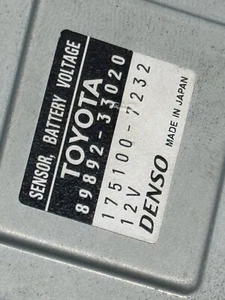 SENSOR, BATTERY VOLTAGE
TOYOTA
89892-33020
175100-7232
12V
DENSO MADE IN JAPAN